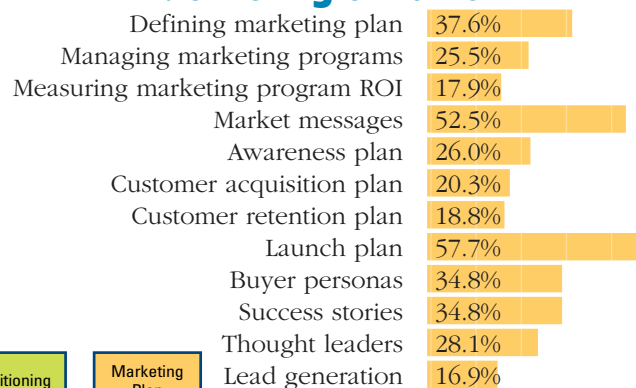 Defining marketing plan 37.6%
Managing marketing programs 25.5%
Measuring marketing program ROI 17.9%
Market messages 52.5%
Awareness plan 26.0%
Customer acquisition plan 20.3%
Customer retention plan 18.8%
Launch plan 57.7%
Buyer personas 34.8%
Success stories 34.8%
Thought leaders 28.1%
Lead generation 16.9%
Marketing